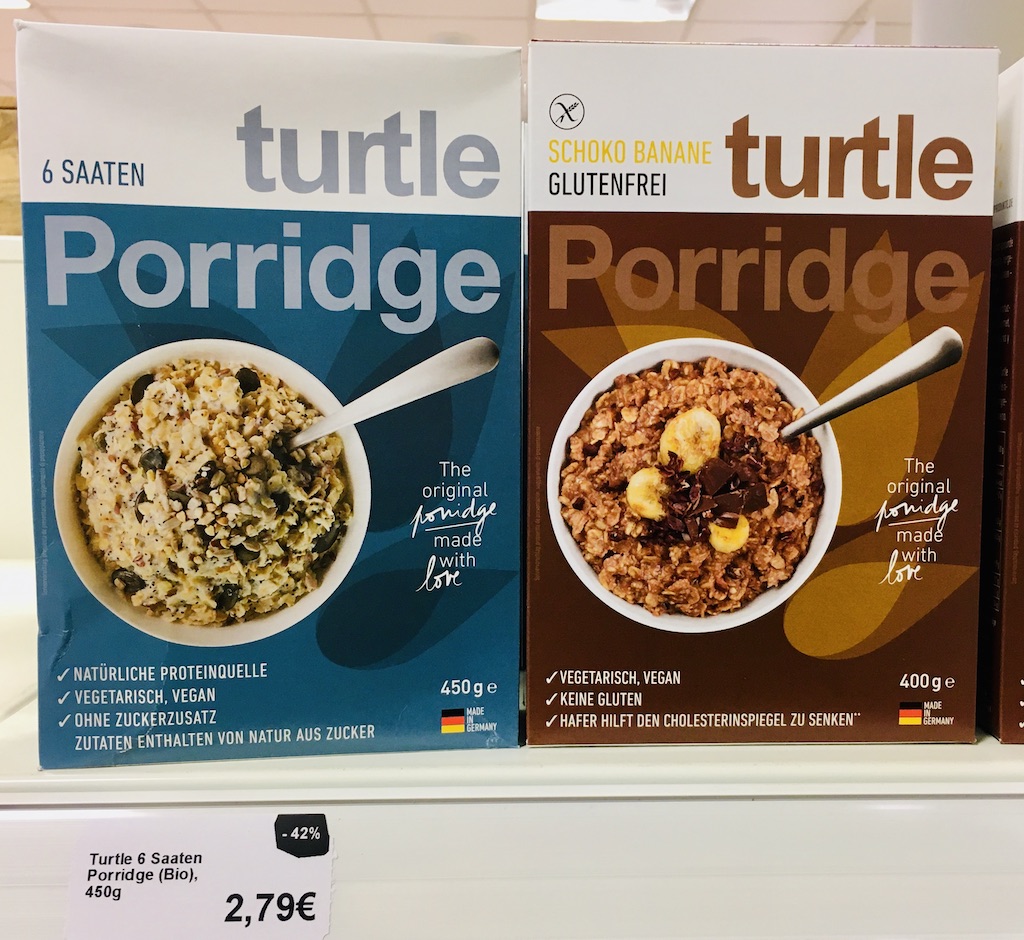 6 SAATEN
turtle
Porridge
The
original
porridge
made
with
love
✓ NATÜRLICHE PROTEINQUELLE
✓ VEGETARISCH, VEGAN
✓ OHNE ZUCKERZUSATZ
ZUTATEN ENTHALTEN VON NATUR AUS ZUCKER
450 g e
MADE
IN
GERMANY
SCHOKO BANANE
GLUTENFREI
turtle
Porridge
The
original
porridge
made
with
love
✓ VEGETARISCH, VEGAN
✓ KEINE GLUTEN
✓ HAFER HILFT DEN CHOLESTERINSPIEGEL ZU SENKEN**
400 g e
MADE
IN
GERMANY
- 42%
Turtle 6 Saaten
Porridge (Bio),
450g
2,79€